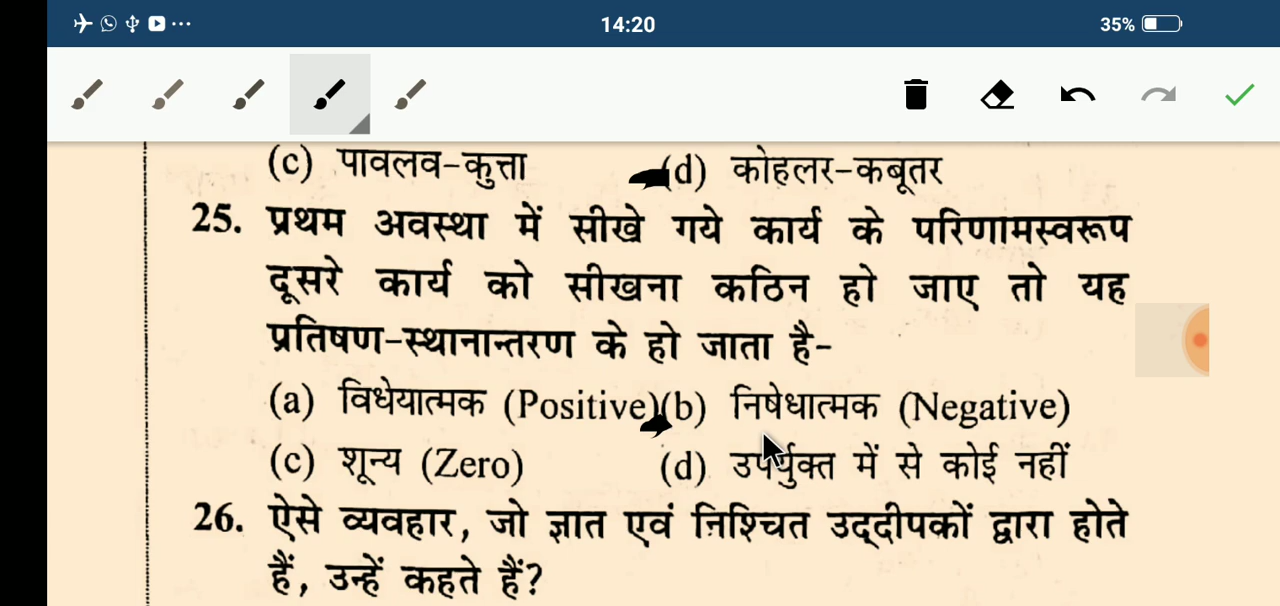 14:20
35%
(c) पावलव-कुत्ता (d) कोहलर-कबूतर
25. प्रथम अवस्था में सीखे गये कार्य के परिणामस्वरूप
दूसरे कार्य को सीखना कठिन हो जाए तो यह
प्रतिषण-स्थानान्तरण के हो जाता है-
(a) विधेयात्मक (Positive) (b) निषेधात्मक (Negative)
(c) शून्य (Zero) (d) उपर्युक्त में से कोई नहीं
26. ऐसे व्यवहार, जो ज्ञात एवं निश्चित उद्दीपकों द्वारा होते
हैं, उन्हें कहते हैं?